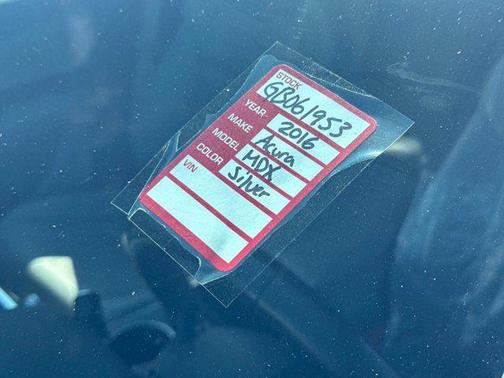 STOCK GB061953
YEAR 2016
MAKE Acura
MODEL MDX
COLOR Silver
VIN